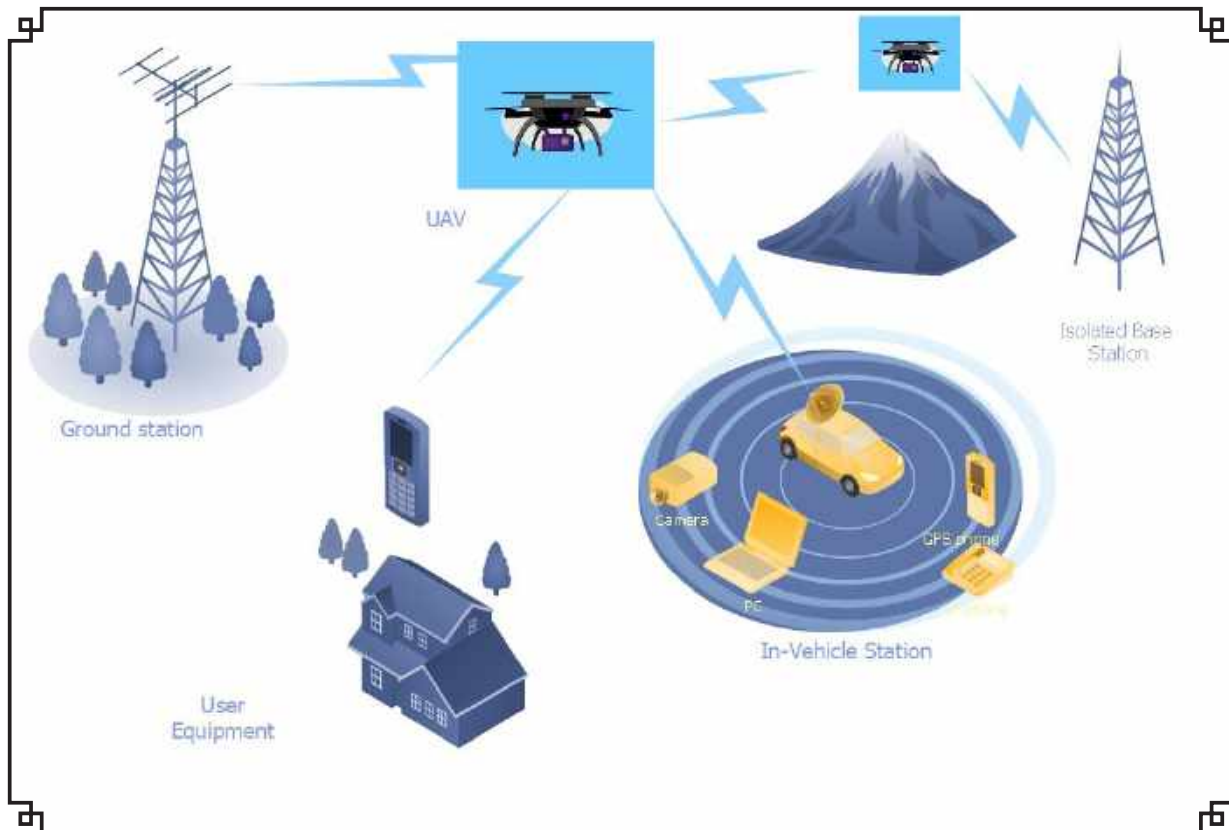 UAV
Isolated Base
Station
Ground station
Camera
GPS phone
PC
In-Vehicle Station
User
Equipment